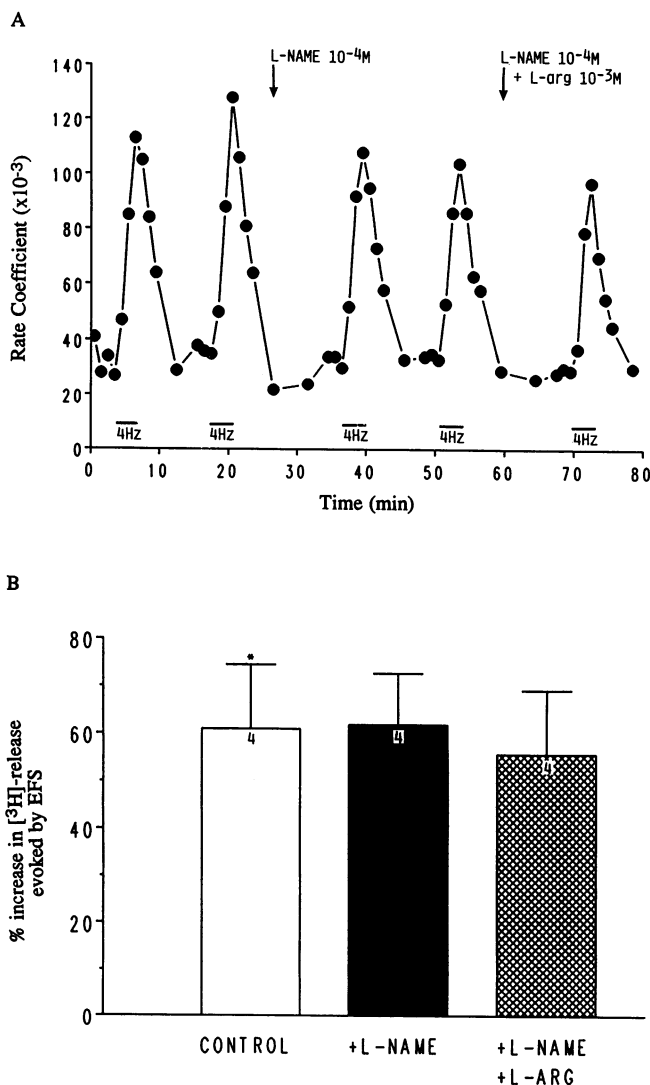 A
L-NAME 10⁻⁴M
L-NAME 10⁻⁴M
+ L-arg 10⁻³M
Rate Coefficient (x10⁻³)
140
120
100
80
60
40
20
0
4Hz
4Hz
4Hz
4Hz
4Hz
0
10
20
30
40
50
60
70
80
Time (min)
B
% increase in [³H]-release
evoked by EFS
80
60
40
20
0
*
4
4
4
CONTROL
+L-NAME
+L-NAME
+L-ARG